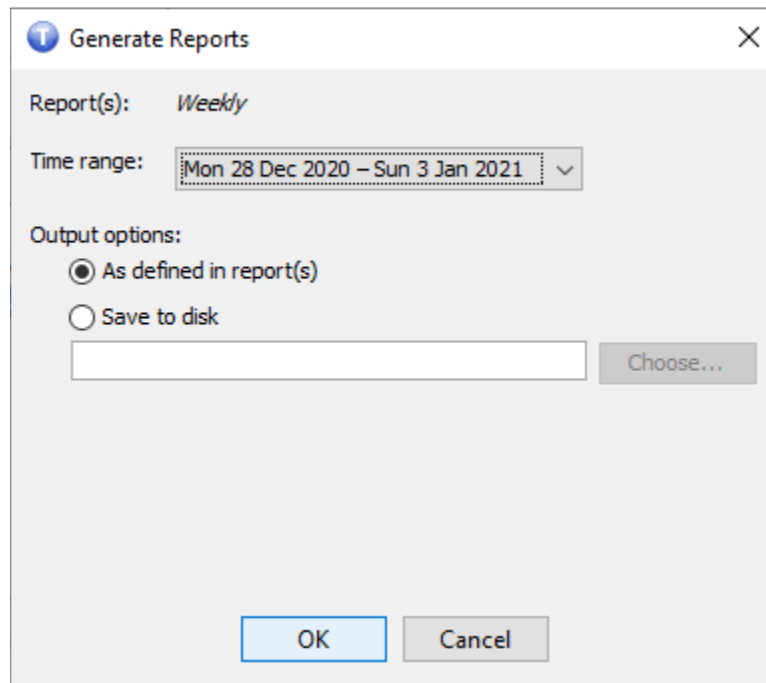 Generate Reports
Report(s): Weekly
Time range: Mon 28 Dec 2020 – Sun 3 Jan 2021
Output options:
As defined in report(s)
Save to disk
Choose...
OK Cancel